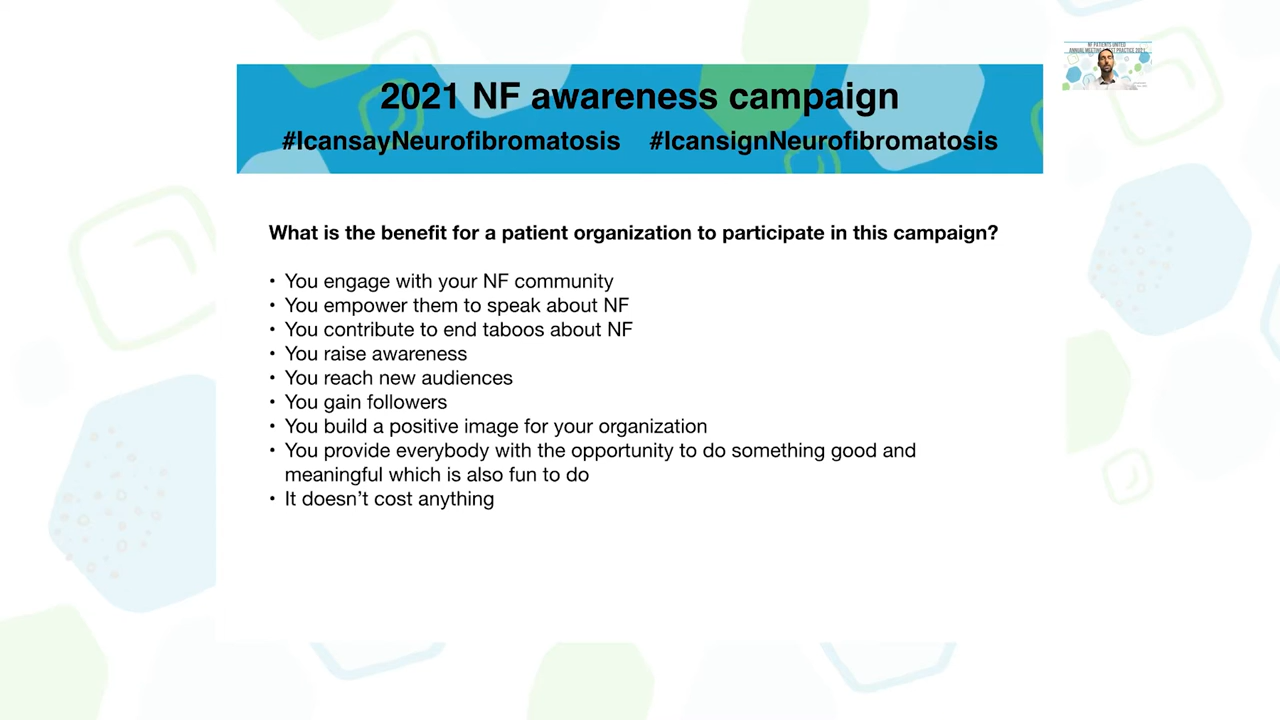 NF PATIENTS UNITED
2021 NF awareness campaign
#IcansayNeurofibromatosis #IcansignNeurofibromatosis
What is the benefit for a patient organization to participate in this campaign?
• You engage with your NF community
• You empower them to speak about NF
• You contribute to end taboos about NF
• You raise awareness
• You reach new audiences
• You gain followers
• You build a positive image for your organization
• You provide everybody with the opportunity to do something good and
meaningful which is also fun to do
• It doesn’t cost anything